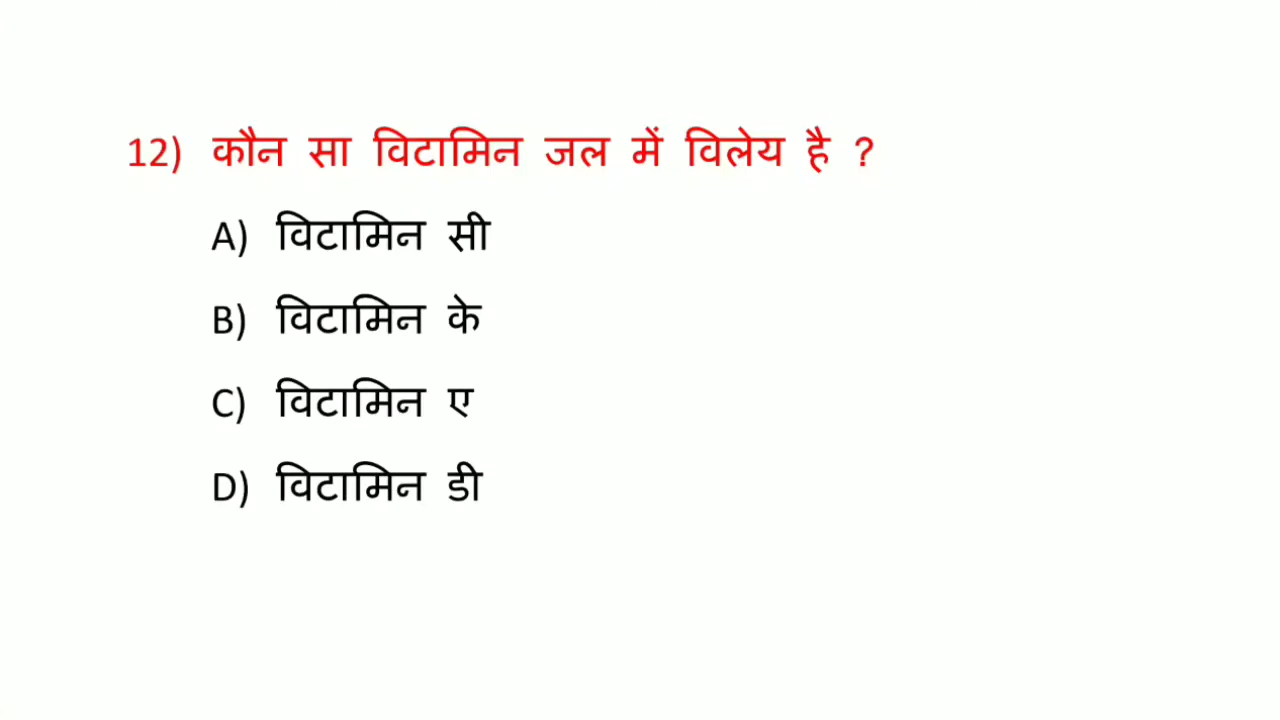 12) कौन सा विटामिन जल में विलेय है ?
A) विटामिन सी
B) विटामिन के
C) विटामिन ए
D) विटामिन डी